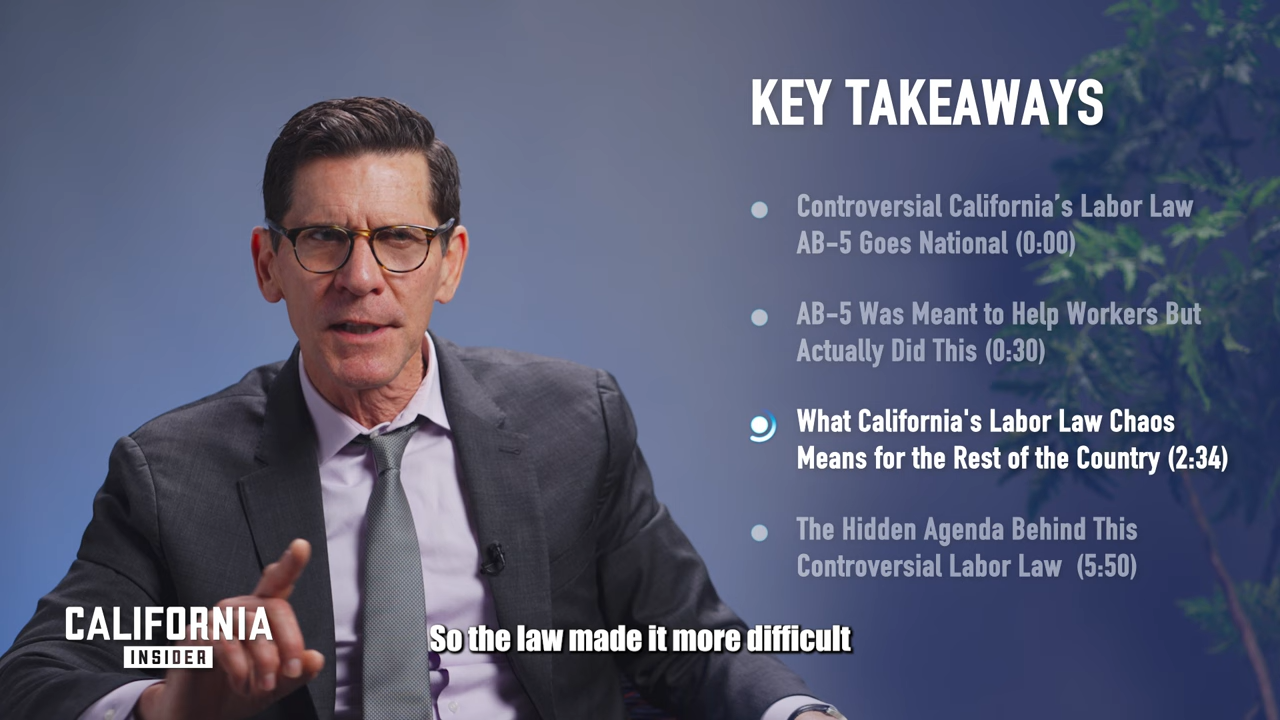 KEY TAKEAWAYS
Controversial California's Labor Law
AB-5 Goes National (0:00)
AB-5 Was Meant to Help Workers But
Actually Did This (0:30)
What California's Labor Law Chaos
Means for the Rest of the Country (2:34)
The Hidden Agenda Behind This
Controversial Labor Law (5:50)
CALIFORNIA
INSIDER
So the law made it more difficult